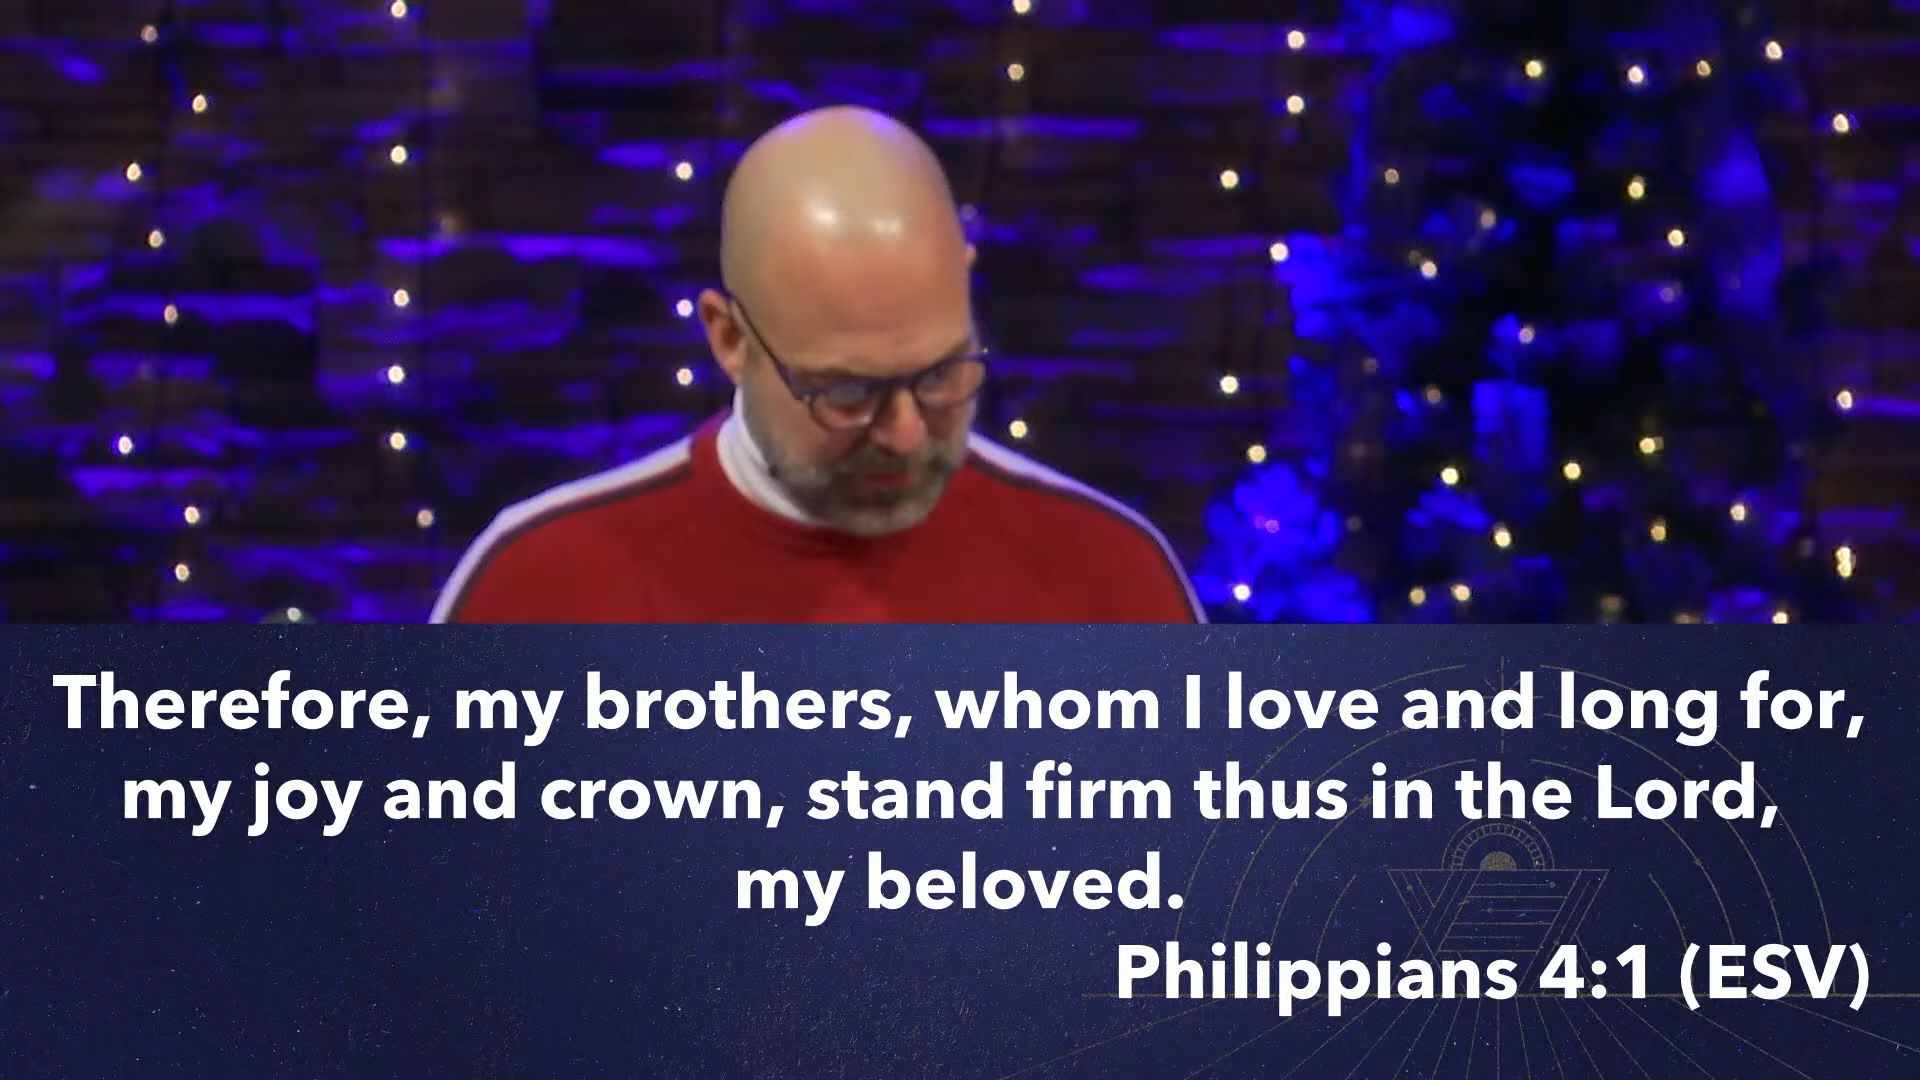 Therefore, my brothers, whom I love and long for,
my joy and crown, stand firm thus in the Lord,
my beloved.
Philippians 4:1 (ESV)